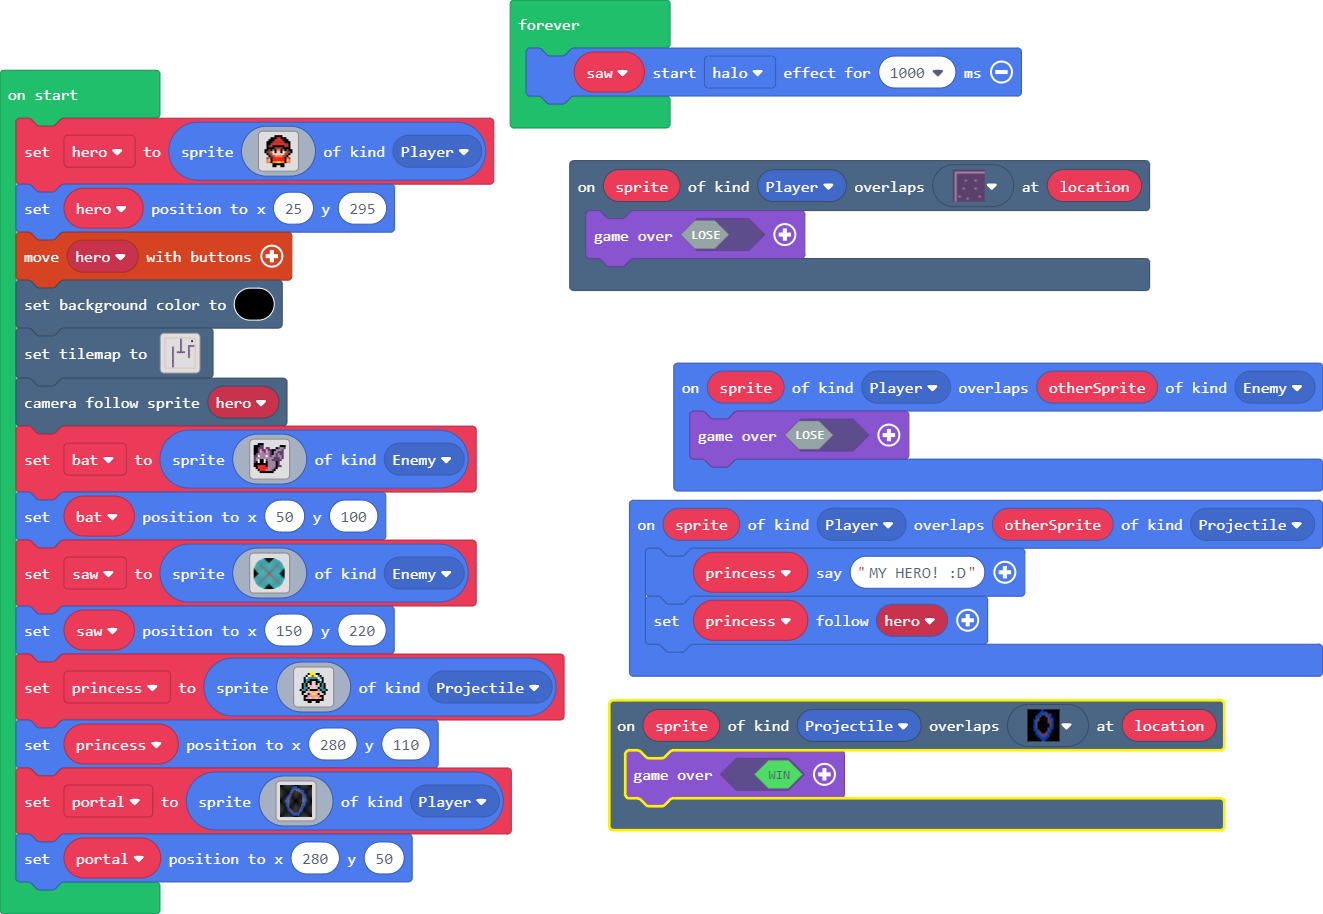 on start
set hero to sprite of kind Player
set hero position to x 25 y 295
move hero with buttons
set background color to
set tilemap to
camera follow sprite hero
set bat to sprite of kind Enemy
set bat position to x 50 y 100
set saw to sprite of kind Enemy
set saw position to x 150 y 220
set princess to sprite of kind Projectile
set princess position to x 280 y 110
set portal to sprite of kind Player
set portal position to x 280 y 50
forever
saw start halo effect for 1000 ms
on sprite of kind Player overlaps at location
game over LOSE
on sprite of kind Player overlaps otherSprite of kind Enemy
game over LOSE
on sprite of kind Player overlaps otherSprite of kind Projectile
princess say "MY HERO! :D"
set princess follow hero
on sprite of kind Projectile overlaps at location
game over WIN